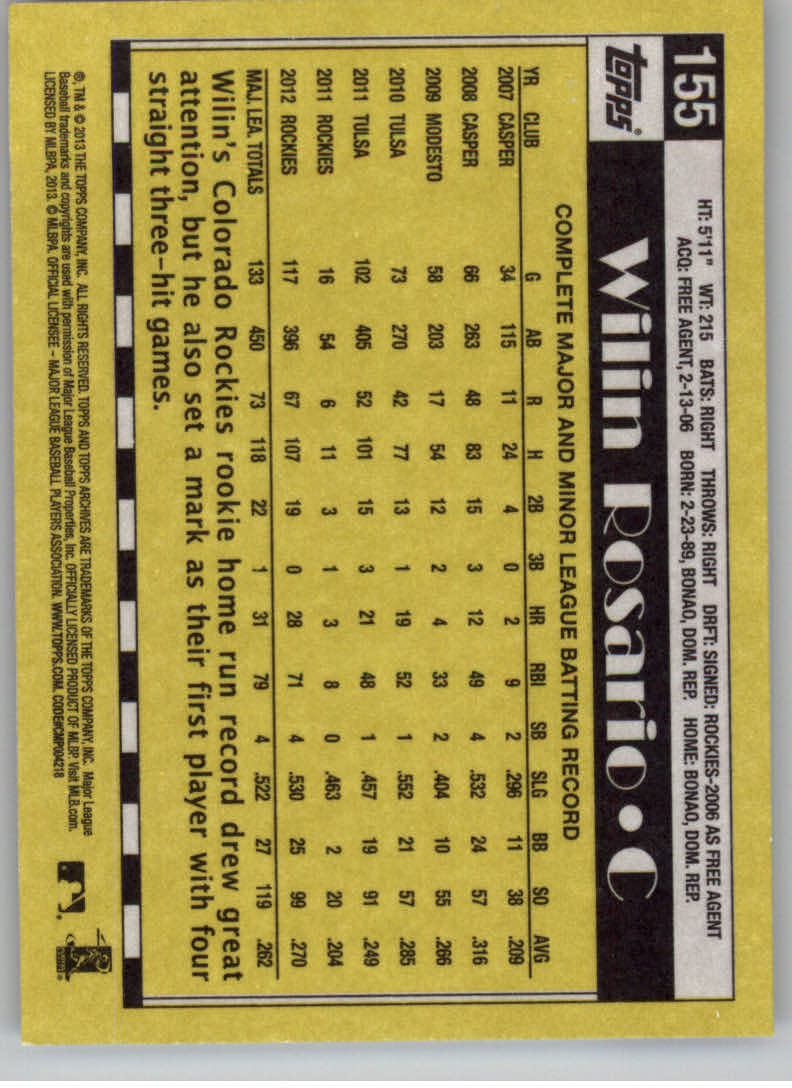 155
HT: 5'11" WT: 215 BATS: RIGHT THROWS: RIGHT DRFT: SIGNED: ROCKIES-2006 AS FREE AGENT
ACQ: FREE AGENT, 2-13-06 BORN: 2-23-89, BONAO, DOM. REP. HOME: BONAO, DOM. REP.
topps® Wilin Rosario • C
COMPLETE MAJOR AND MINOR LEAGUE BATTING RECORD
YR CLUB G AB R H 2B 3B HR RBI SB SLG BB SO AVG
2007 CASPER 34 115 11 24 4 0 2 9 2 .296 11 38 .209
2008 CASPER 66 263 48 83 15 3 12 49 4 .532 24 57 .316
2009 MODESTO 58 203 17 54 12 2 4 33 2 .404 10 55 .266
2010 TULSA 73 270 42 77 13 1 19 52 1 .552 21 57 .285
2011 TULSA 102 405 52 101 15 3 21 48 1 .457 19 91 .249
2011 ROCKIES 16 54 6 11 3 1 3 8 0 .463 2 20 .204
2012 ROCKIES 117 396 67 107 19 0 28 71 4 .530 25 99 .270
MAJ. LEA. TOTALS 133 450 73 118 22 1 31 79 4 .522 27 119 .262
Wilin's Colorado Rockies rookie home run record drew great
attention, but he also set a mark as their first player with four
straight three-hit games.
®, TM & © 2013 THE TOPPS COMPANY, INC. ALL RIGHTS RESERVED. TOPPS AND TOPPS ARCHIVES ARE TRADEMARKS OF THE TOPPS COMPANY, INC. Major League
Baseball trademarks and copyrights are used with permission of Major League Baseball Properties, Inc. OFFICIALLY LICENSED PRODUCT OF MLBP. Visit MLB.com.
LICENSED BY MLBPA, 2013. © MLBPA. OFFICIAL LICENSEE – MAJOR LEAGUE BASEBALL PLAYERS ASSOCIATION. WWW.TOPPS.COM. CODE#CMP004218